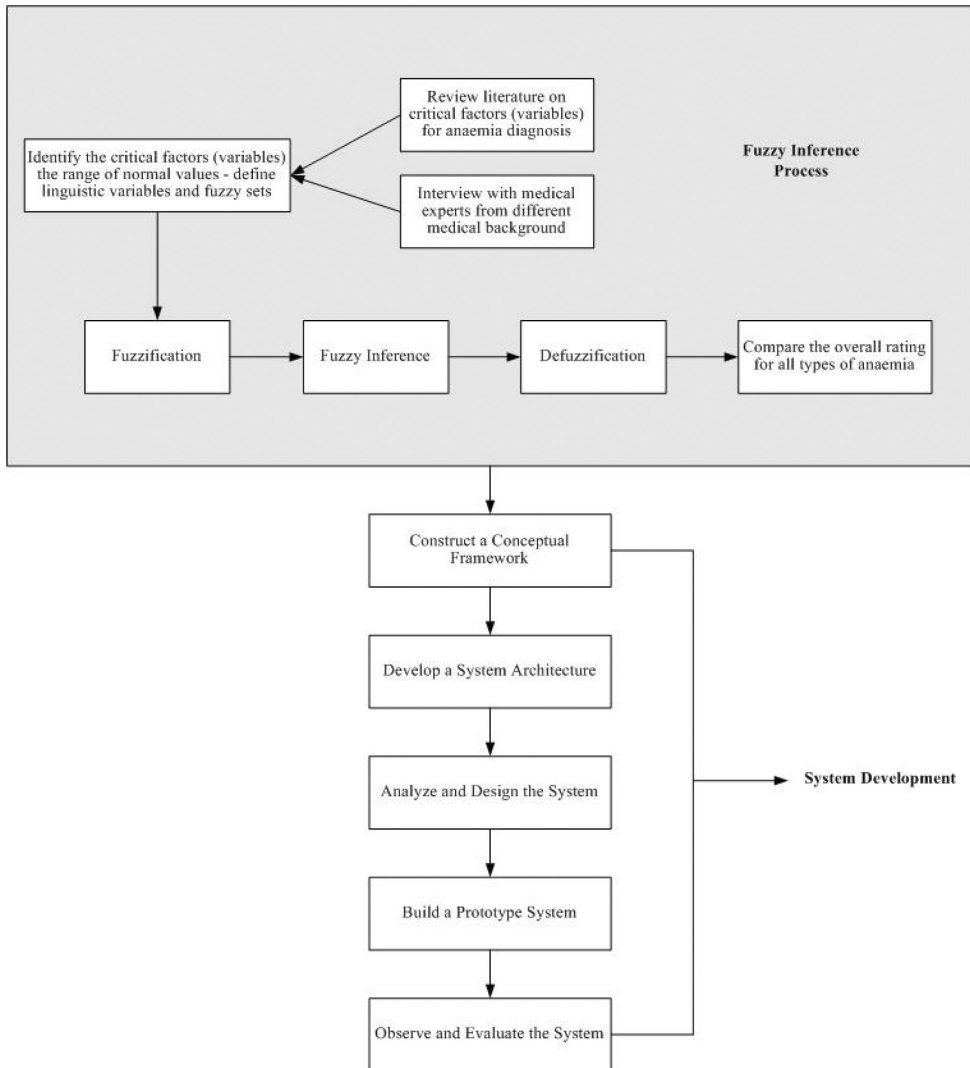 Review literature on
critical factors (variables)
for anaemia diagnosis
Identify the critical factors (variables)
the range of normal values - define
linguistic variables and fuzzy sets
Fuzzy Inference
Process
Interview with medical
experts from different
medical background
Fuzzification
Fuzzy Inference
Defuzzification
Compare the overall rating
for all types of anaemia
Construct a Conceptual
Framework
Develop a System Architecture
Analyze and Design the System
System Development
Build a Prototype System
Observe and Evaluate the System